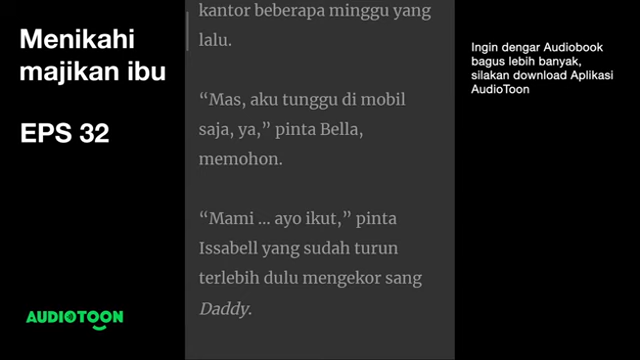 Menikahi
majikan ibu
EPS 32
kantor beberapa minggu yang
lalu.
“Mas, aku tunggu di mobil
saja, ya,” pinta Bella,
memohon.
“Mami ... ayo ikut,” pinta
Issabell yang sudah turun
terlebih dulu mengekor sang
Daddy.
Ingin dengar Audiobook
bagus lebih banyak,
silakan download Aplikasi
AudioToon
AUDIOTOON